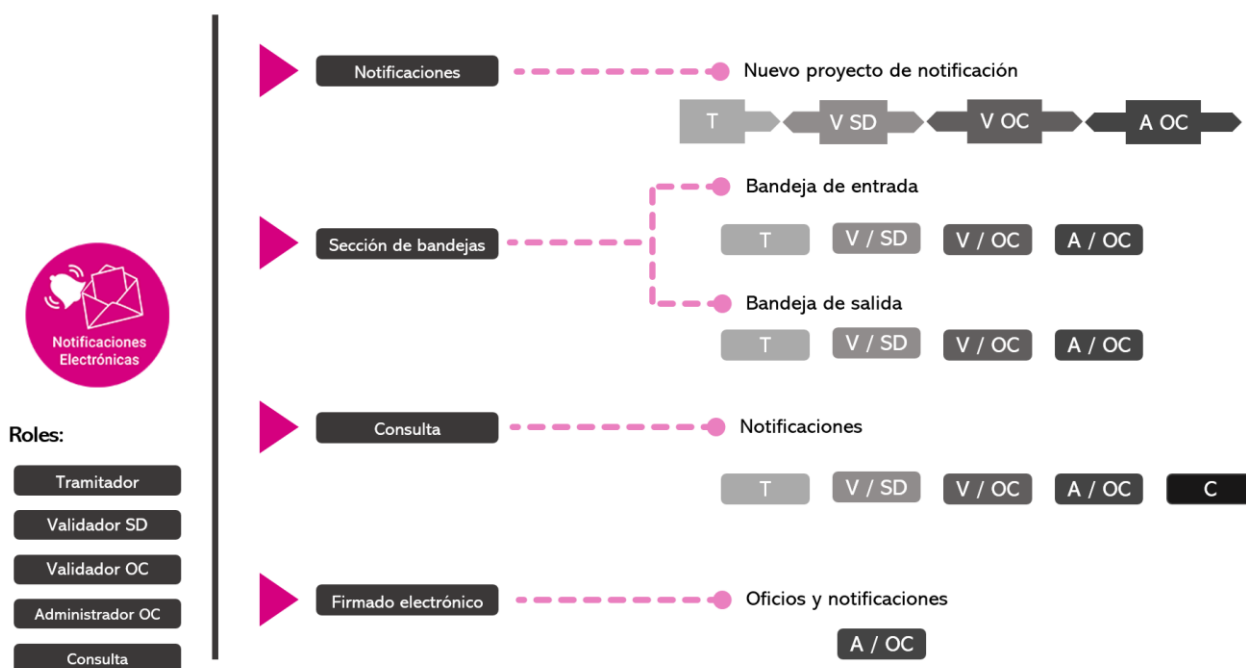 Notificaciones
Nuevo proyecto de notificación
T
V SD
V OC
A OC
Sección de bandejas
Bandeja de entrada
T
V / SD
V / OC
A / OC
Bandeja de salida
T
V / SD
V / OC
A / OC
Notificaciones
Electrónicas
Consulta
Notificaciones
T
V / SD
V / OC
A / OC
C
Roles:
Tramitador
Validador SD
Validador OC
Administrador OC
Consulta
Firmado electrónico
Oficios y notificaciones
A / OC